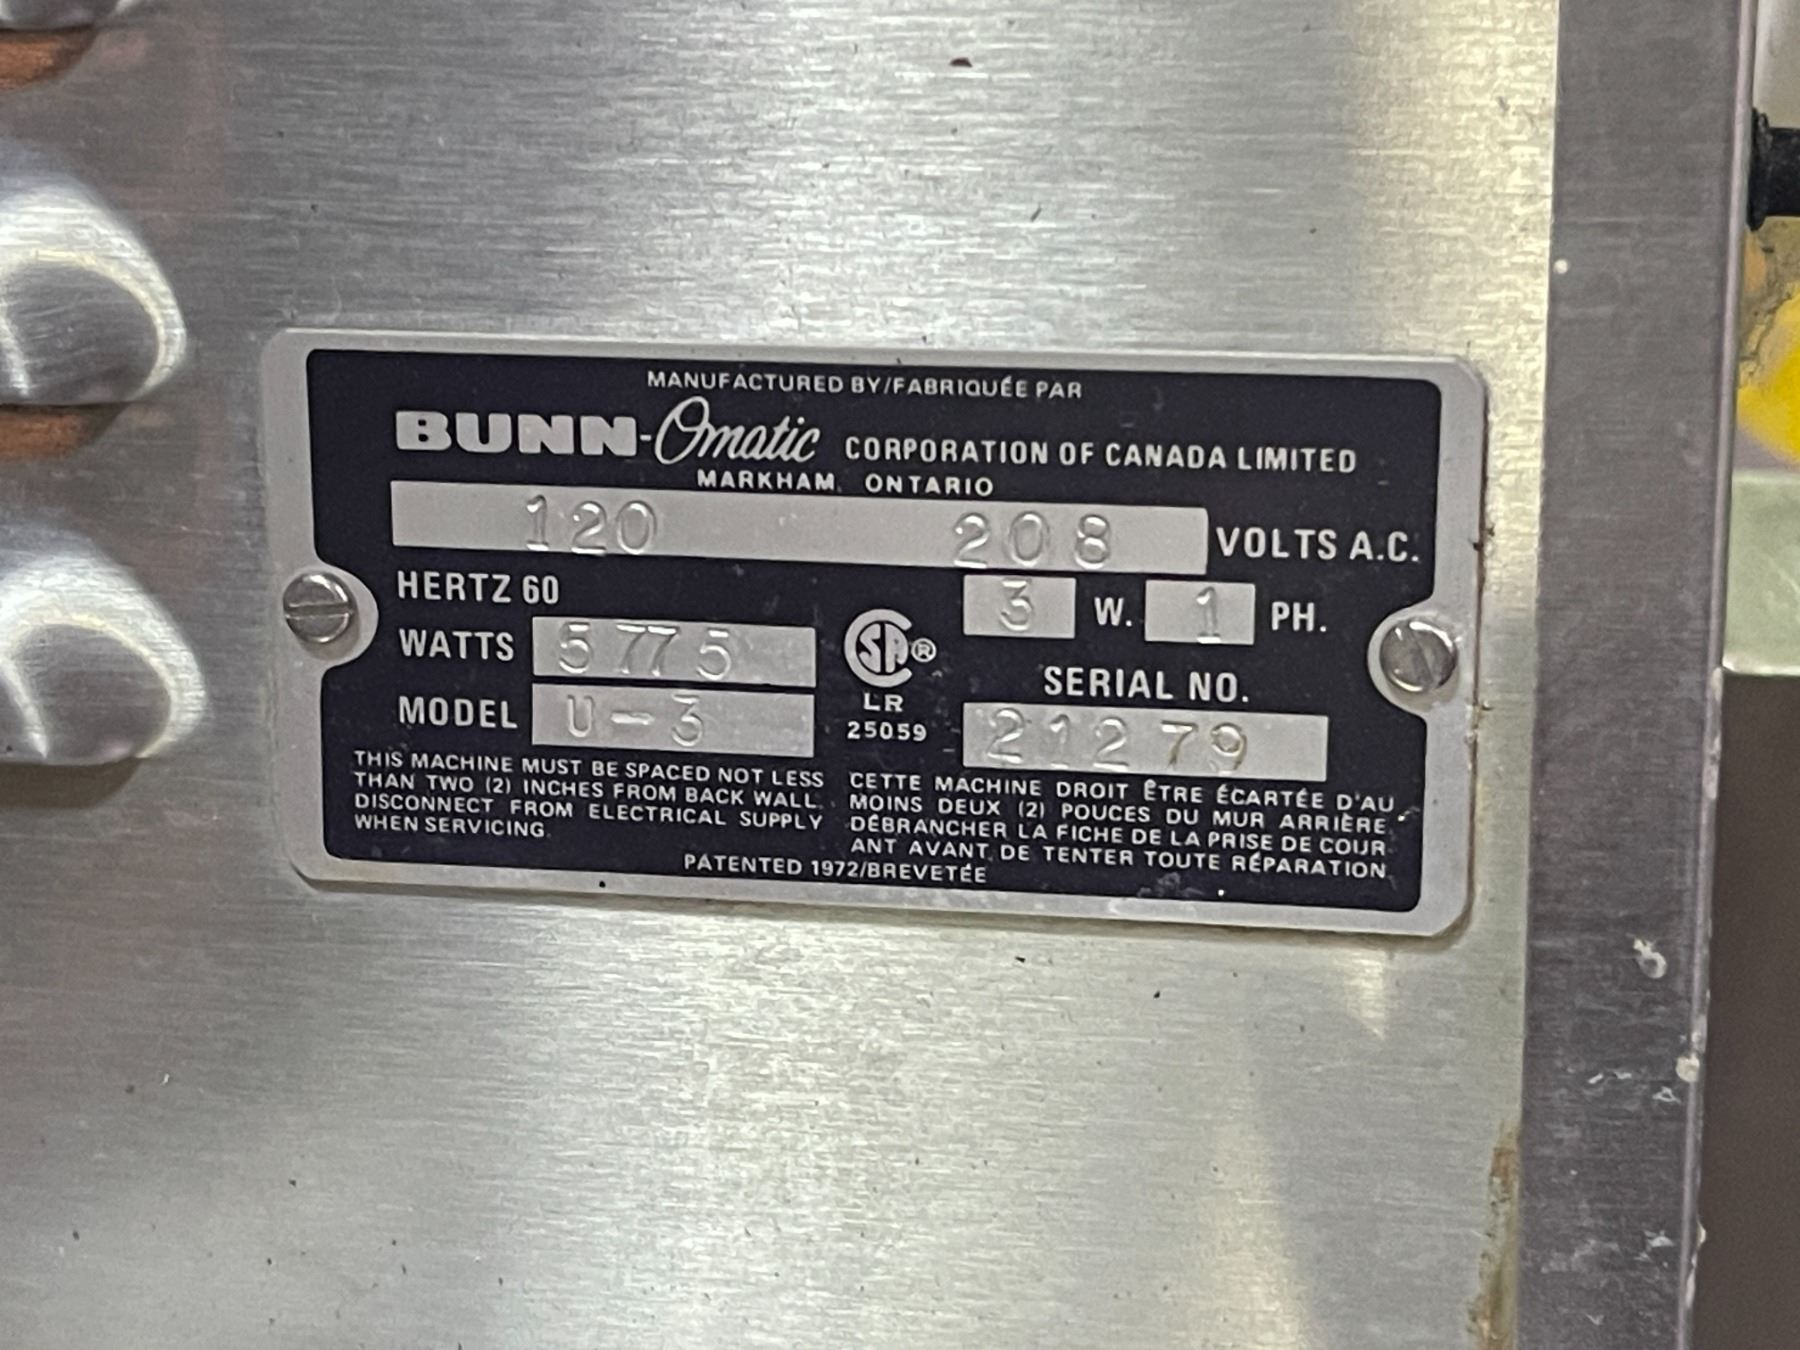 MANUFACTURED BY/FABRIQUÉE PAR
BUNN-Omatic CORPORATION OF CANADA LIMITED
MARKHAM, ONTARIO
120 208 VOLTS A.C.
HERTZ 60
3 W. 1 PH.
WATTS 5775
MODEL U-3
SA®
LR
25059
SERIAL NO.
21279
THIS MACHINE MUST BE SPACED NOT LESS
THAN TWO (2) INCHES FROM BACK WALL.
DISCONNECT FROM ELECTRICAL SUPPLY
WHEN SERVICING.
CETTE MACHINE DROIT ÊTRE ÉCARTÉE D'AU
MOINS DEUX (2) POUCES DU MUR ARRIÈRE
DÉBRANCHER LA FICHE DE LA PRISE DE COUR
ANT AVANT DE TENTER TOUTE RÉPARATION.
PATENTED 1972/BREVETÉE